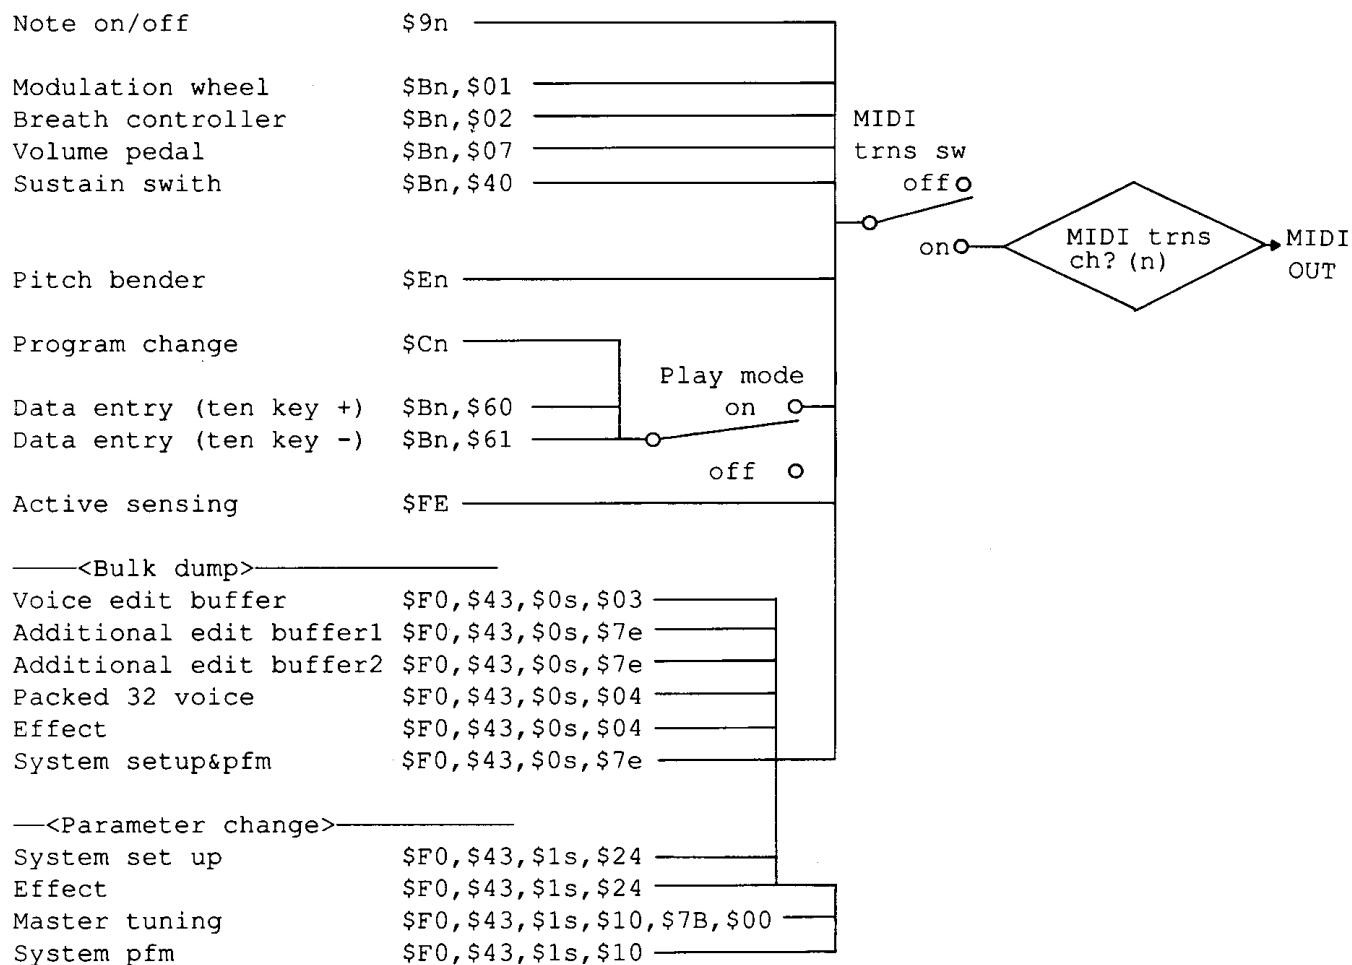 Note on/off $9n
Modulation wheel $Bn,$01
Breath controller $Bn,$02
MIDI
Volume pedal $Bn,$07
trns sw
Sustain swith $Bn,$40
off
on
MIDI trns
ch?(n)
MIDI
OUT
Pitch bender $En
Program change $Cn
Play mode
Data entry (ten key +) $Bn,$60
on
Data entry (ten key -) $Bn,$61
off
Active sensing $FE
<Bulk dump>
Voice edit buffer $F0,$43,$0s,$03
Additional edit buffer1 $F0,$43,$0s,$7e
Additional edit buffer2 $F0,$43,$0s,$7e
Packed 32 voice $F0,$43,$0s,$04
Effect $F0,$43,$0s,$04
System setup&pfm $F0,$43,$0s,$7e
<Parameter change>
System set up $F0,$43,$1s,$24
Effect $F0,$43,$1s,$24
Master tuning $F0,$43,$1s,$10,$7B,$00
System pfm $F0,$43,$1s,$10